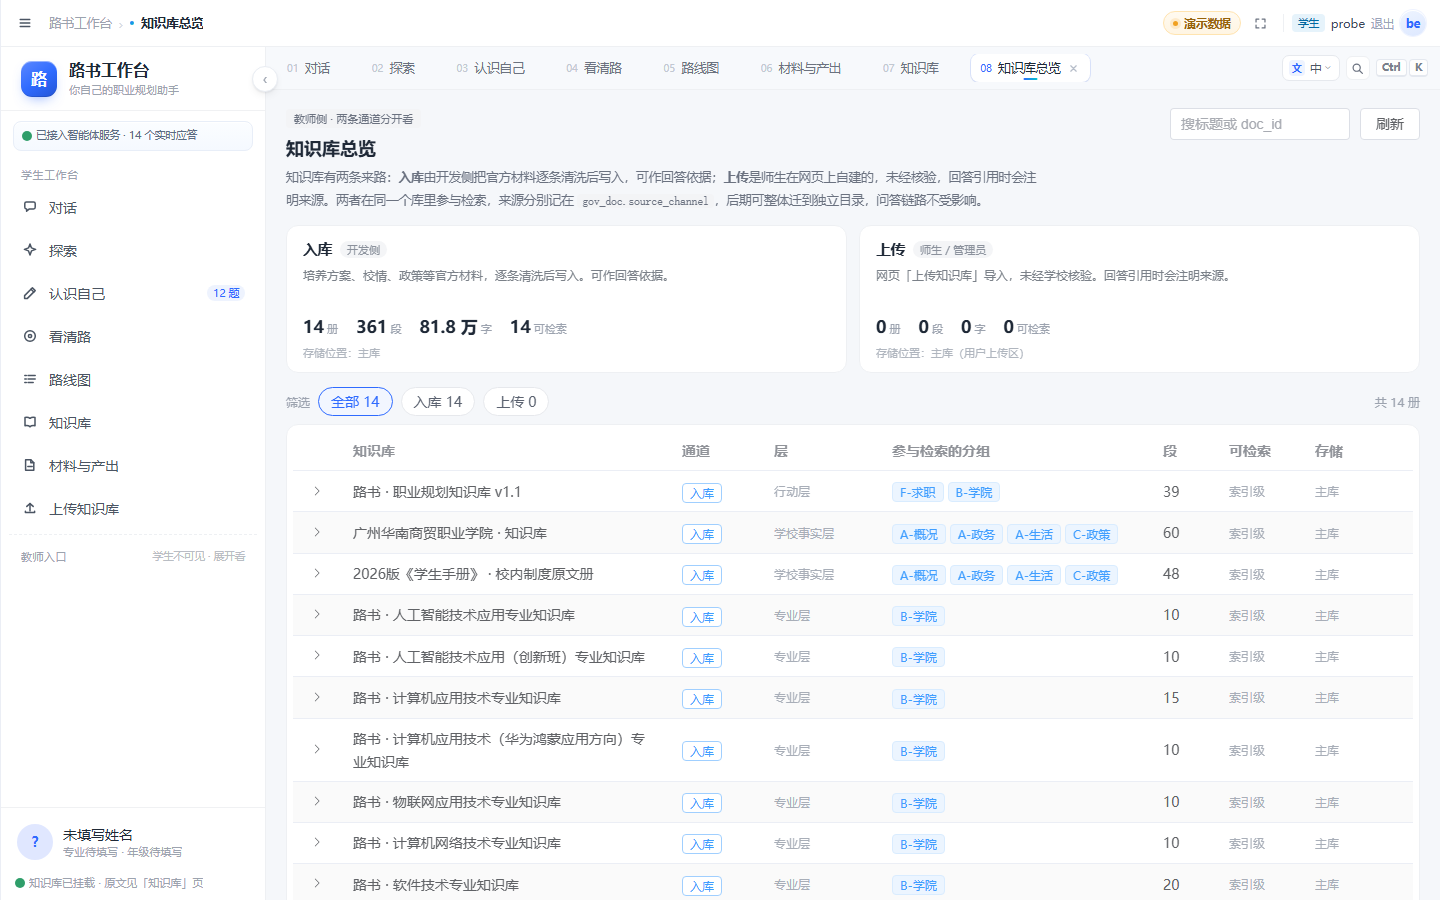 路书工作台 › 知识库总览
演示数据
学生 probe 退出 be
路 路书工作台
你自己的职业规划助手
已接入智能体服务 · 14 个实时应答
学生工作台
对话
探索
认识自己 12 题
看清路
路线图
知识库
材料与产出
上传知识库
教师入口 学生不可见 · 展开看
? 未填写姓名
专业待填写 · 年级待填写
知识库已挂载 · 原文见「知识库」页
01 对话 02 探索 03 认识自己 04 看清路 05 路线图 06 材料与产出 07 知识库 08 知识库总览 ×
文 中 Ctrl K
教师侧 · 两条通道分开看
知识库总览
搜标题或 doc_id 刷新
知识库有两条来路：入库由开发侧把官方材料逐条清洗后写入，可作回答依据；上传是师生在网页上自建的，未经核验，回答引用时会注
明来源。两者在同一个库里参与检索，来源分别记在 gov_doc.source_channel ，后期可整体迁到独立目录，问答链路不受影响。
入库 开发侧
培养方案、校情、政策等官方材料，逐条清洗后写入。可作回答依据。
14 册 361 段 81.8 万 字 14 可检索
存储位置：主库
上传 师生 / 管理员
网页「上传知识库」导入，未经学校核验。回答引用时会注明来源。
0 册 0 段 0 字 0 可检索
存储位置：主库（用户上传区）
筛选 全部 14 入库 14 上传 0 共 14 册
知识库 通道 层 参与检索的分组 段 可检索 存储
路书 · 职业规划知识库 v1.1 入库 行动层 F-求职 B-学院 39 索引级 主库
广州华南商贸职业学院 · 知识库 入库 学校事实层 A-概况 A-政务 A-生活 C-政策 60 索引级 主库
2026版《学生手册》 · 校内制度原文册 入库 学校事实层 A-概况 A-政务 A-生活 C-政策 48 索引级 主库
路书 · 人工智能技术应用专业知识库 入库 专业层 B-学院 10 索引级 主库
路书 · 人工智能技术应用（创新班）专业知识库 入库 专业层 B-学院 10 索引级 主库
路书 · 计算机应用技术专业知识库 入库 专业层 B-学院 15 索引级 主库
路书 · 计算机应用技术（华为鸿蒙应用方向）专
业知识库 入库 专业层 B-学院 10 索引级 主库
路书 · 物联网应用技术专业知识库 入库 专业层 B-学院 10 索引级 主库
路书 · 计算机网络技术专业知识库 入库 专业层 B-学院 10 索引级 主库
路书 · 软件技术专业知识库 入库 专业层 B-学院 20 索引级 主库